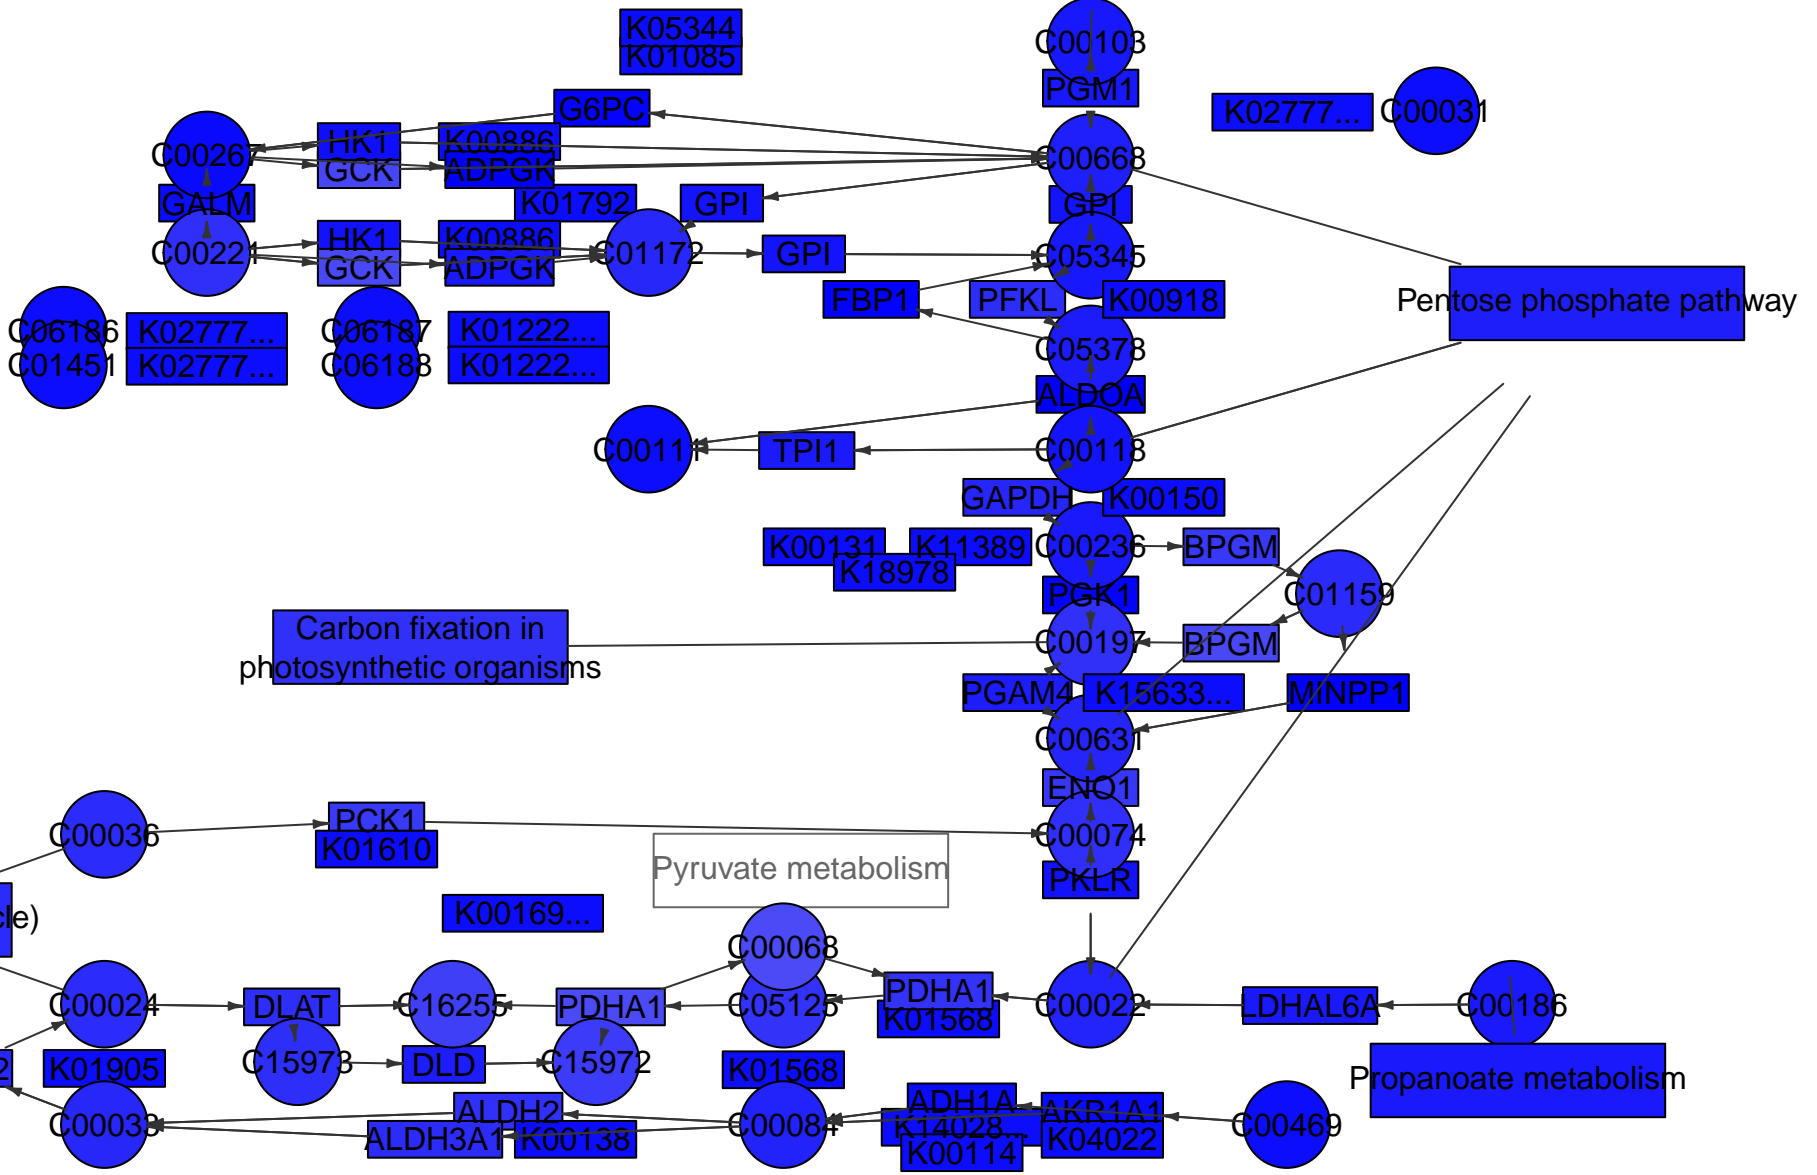 K05344
K01085
C00103
PGM1
K02777...
C00031
G6PC
C00267
HK1
K00886
GCK
ADPGK
C00668
GALM
K01792
GPI
GPI
C00221
HK1
K00886
GCK
ADPGK
C01172
GPI
C05345
FBP1
PFKL
K00918
Pentose phosphate pathway
C06186
K02777...
C06187
K01222...
C01451
K02777...
C06188
K01222...
C05378
ALDOA
C00111
TPI1
C00118
GAPDH
K00150
K00131
K11389
C00236
BPGM
K18978
PGK1
C01159
Carbon fixation in
photosynthetic organisms
C00197
BPGM
PGAM4
K15633...
MINPP1
C00631
ENO1
C00036
PCK1
K01610
C00074
Pyruvate metabolism
PKLR
cle)
K00169...
C00068
C00024
DLAT
C16255
PDHA1
C05125
PDHA1
K01568
C00022
LDHAL6A
C00186
2
K01905
C15973
DLD
C15972
K01568
Propanoate metabolism
C00033
ALDH2
ALDH3A1
K00138
C00084
ADH1A
K14028...
K00114
AKR1A1
K04022
C00469